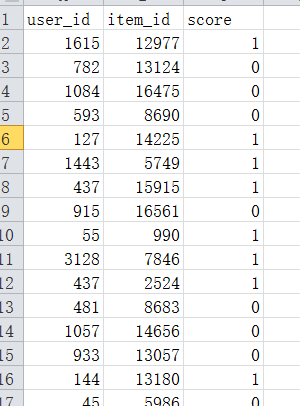 1 user_id item_id score
2 1615 12977 1
3 782 13124 0
4 1084 16475 0
5 593 8690 0
6 127 14225 1
7 1443 5749 1
8 437 15915 1
9 915 16561 0
10 55 990 1
11 3128 7846 1
12 437 2524 1
13 481 8683 0
14 1057 14656 0
15 933 13057 0
16 144 13180 1
17 45 5986 0